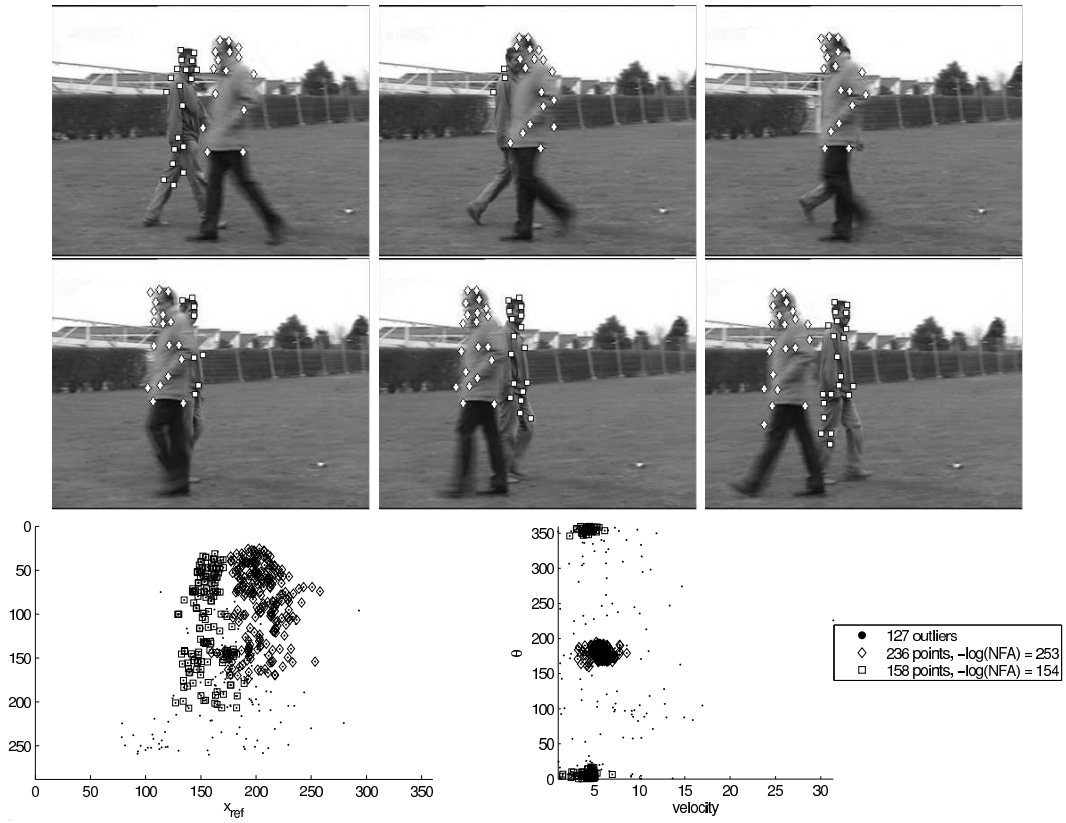 0
50
100
150
200
250
0 50 100 150 200 250 300 350
x_ref
350
300
250
200
150
100
50
0
θ
5 10 15 20 25 30
velocity
127 outliers
236 points, -log(NFA) = 253
158 points, -log(NFA) = 154